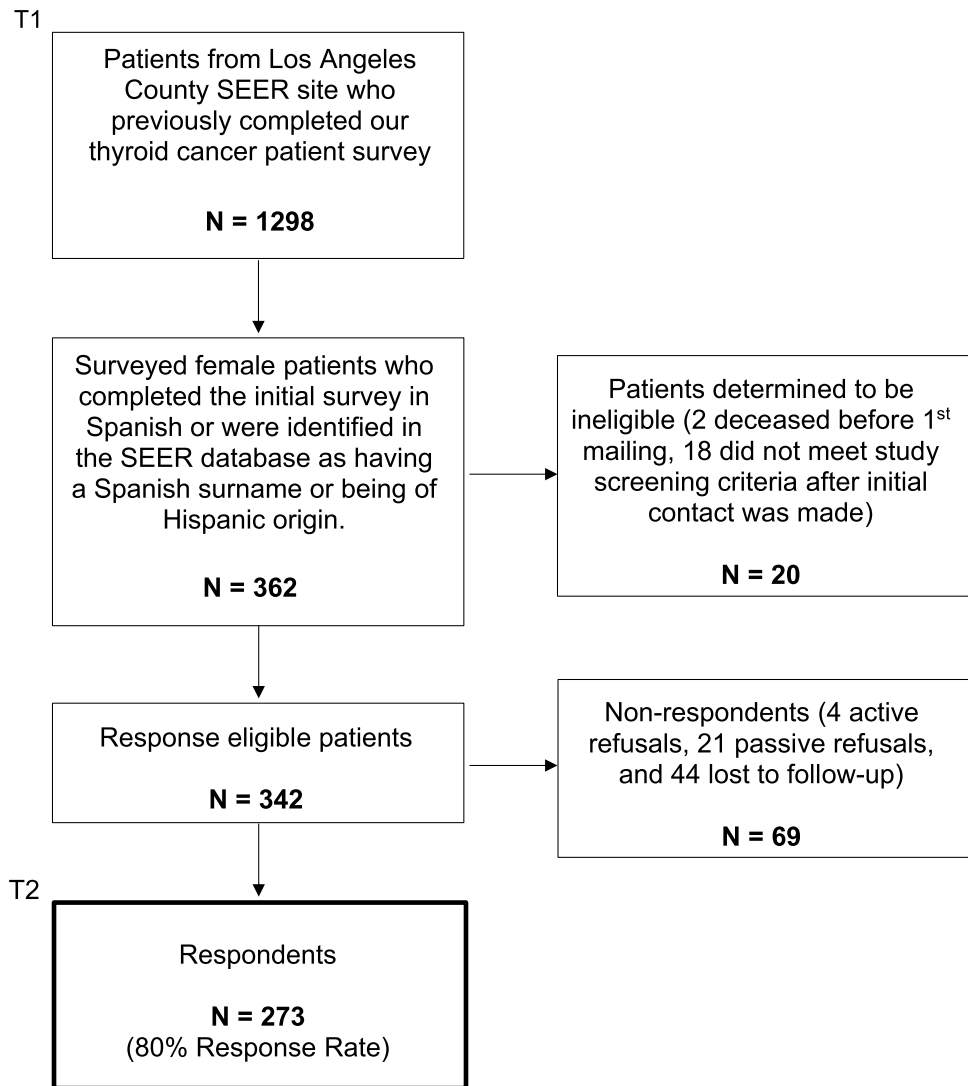 T1
Patients from Los Angeles
County SEER site who
previously completed our
thyroid cancer patient survey
N = 1298
Surveyed female patients who
completed the initial survey in
Spanish or were identified in
the SEER database as having
a Spanish surname or being of
Hispanic origin.
N = 362
Patients determined to be
ineligible (2 deceased before 1st
mailing, 18 did not meet study
screening criteria after initial
contact was made)
N = 20
Response eligible patients
N = 342
Non-respondents (4 active
refusals, 21 passive refusals,
and 44 lost to follow-up)
N = 69
T2
Respondents
N = 273
(80% Response Rate)